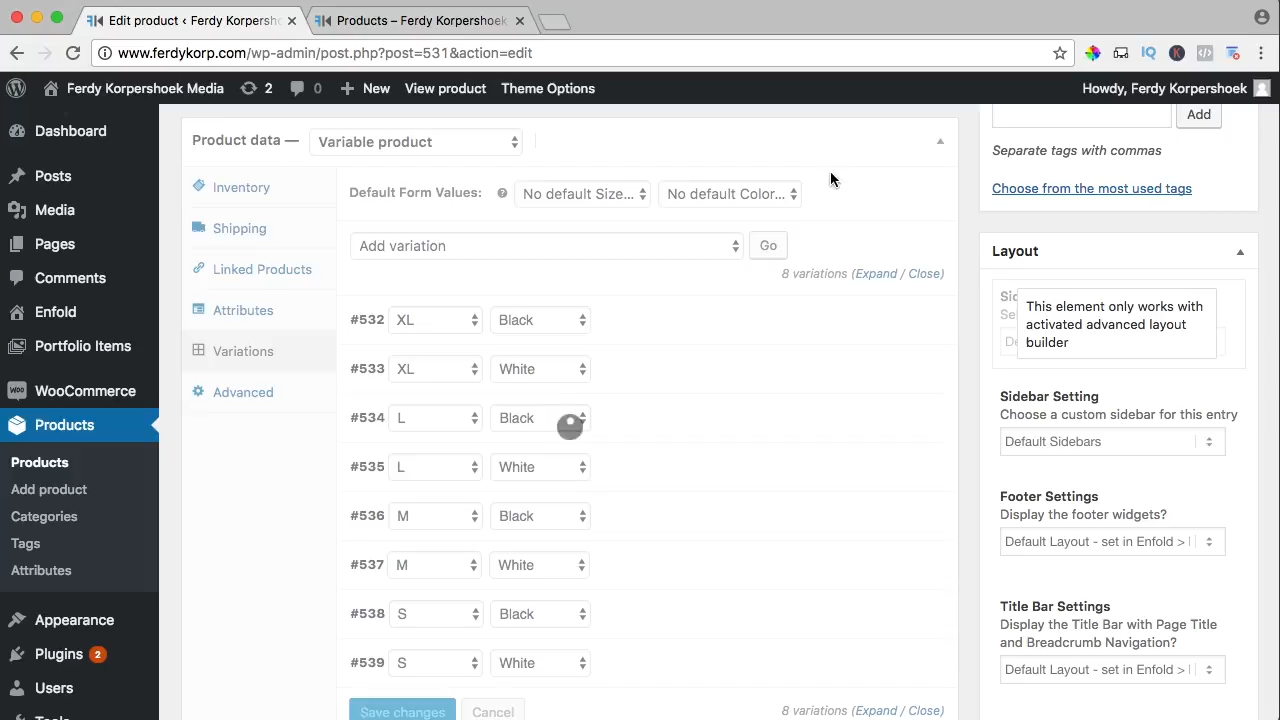 Edit product ‹ Ferdy Korpersh
Products – Ferdy Korpershoek
www.ferdykorp.com/wp-admin/post.php?post=531&action=edit
Ferdy Korpershoek Media
2
0
New
View product
Theme Options
Howdy, Ferdy Korpershoek
Dashboard
Posts
Media
Pages
Comments
Enfold
Portfolio Items
WooCommerce
Products
Products
Add product
Categories
Tags
Attributes
Appearance
Plugins 2
Users
Product data —
Variable product
Inventory
Shipping
Linked Products
Attributes
Variations
Advanced
Default Form Values:
No default Size...
No default Color...
Add variation
Go
8 variations (Expand / Close)
#532 XL Black
#533 XL White
#534 L Black
#535 L White
#536 M Black
#537 M White
#538 S Black
#539 S White
Save changes
Cancel
8 variations (Expand / Close)
Add
Separate tags with commas
Choose from the most used tags
Layout
This element only works with
activated advanced layout
builder
Sidebar Setting
Choose a custom sidebar for this entry
Default Sidebars
Footer Settings
Display the footer widgets?
Default Layout - set in Enfold >
Title Bar Settings
Display the Title Bar with Page Title
and Breadcrumb Navigation?
Default Layout - set in Enfold >